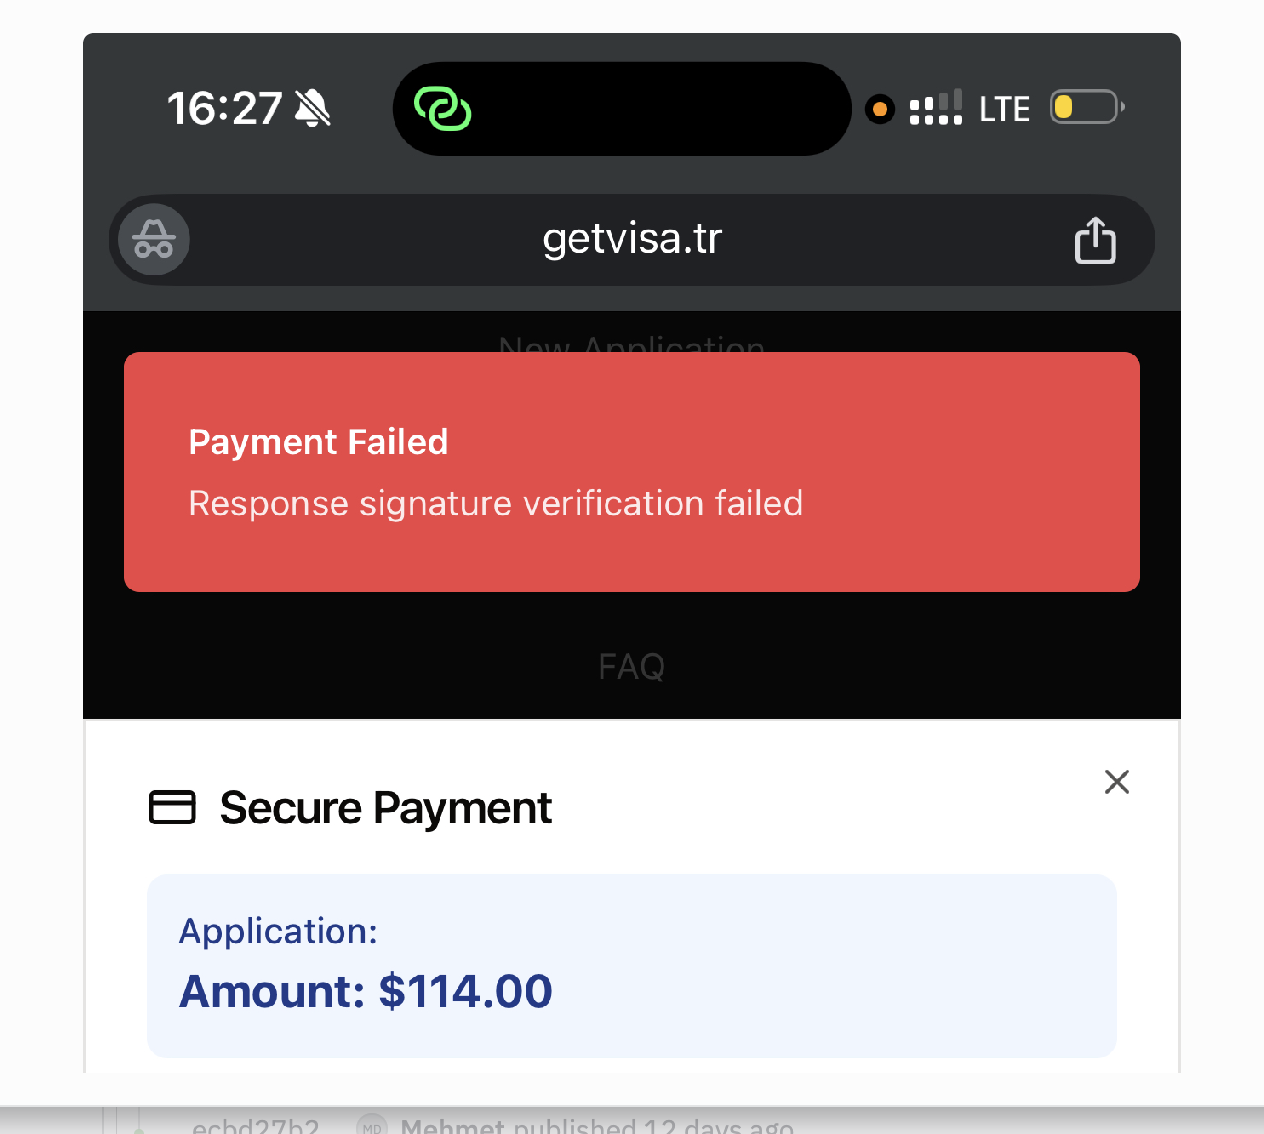 16:27
LTE
getvisa.tr
New Application
Payment Failed
Response signature verification failed
FAQ
Secure Payment
Application:
Amount: $114.00
ecbd27b2 MD Mehmet published 12 days ago